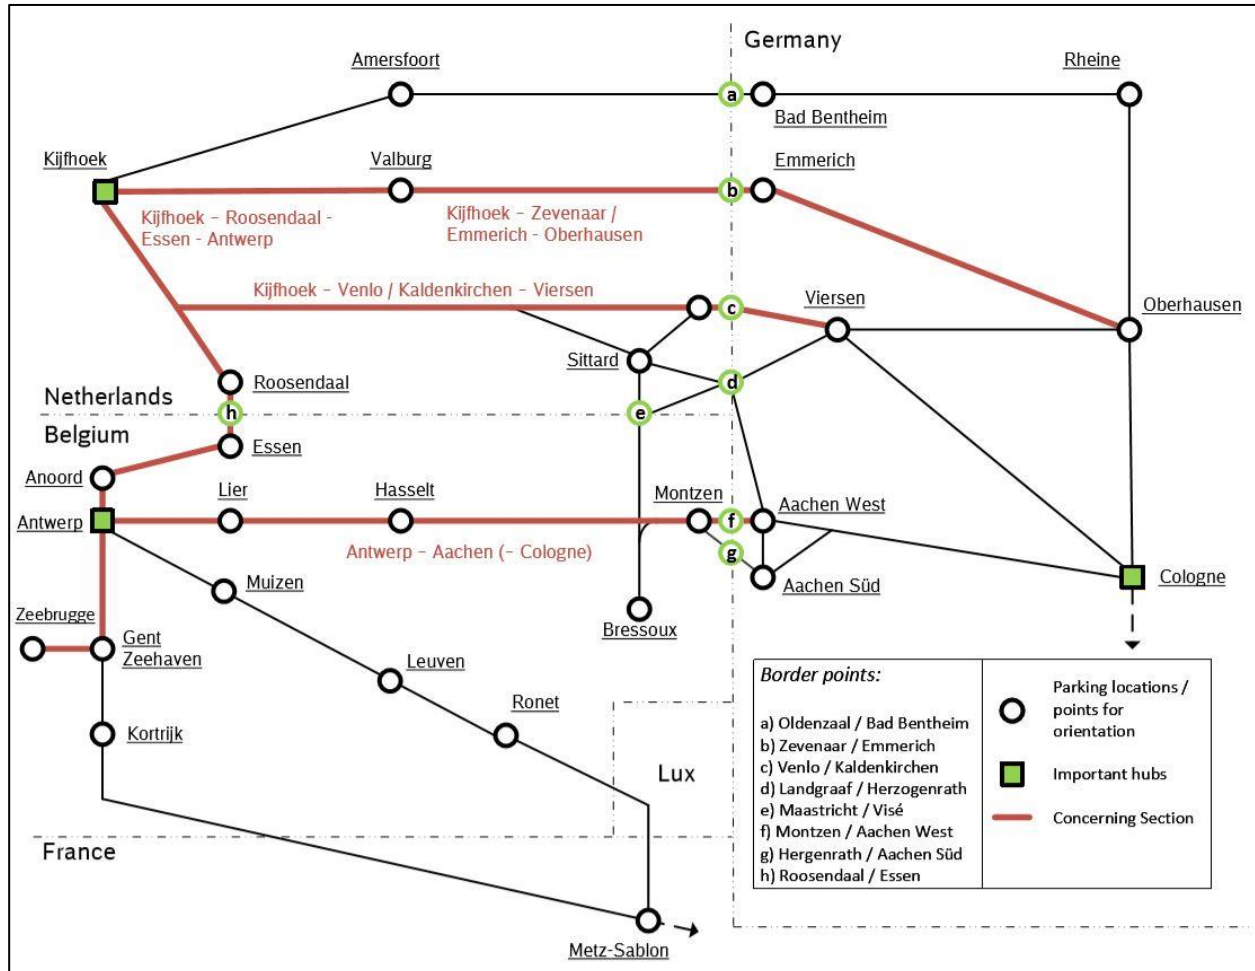 Germany
Amersfoort
Rheine
a
Bad Bentheim
Kijfhoek
Valburg
Emmerich
b
Kijfhoek – Roosendaal -
Essen - Antwerp
Kijfhoek – Zevenaar /
Emmerich - Oberhausen
Kijfhoek – Venlo / Kaldenkirchen – Viersen
c
Viersen
Oberhausen
Sittard
d
Roosendaal
Netherlands
h
e
Belgium
Essen
Anoord
Lier
Hasselt
Montzen
Aachen West
Antwerp
f
Antwerp – Aachen (– Cologne)
g
Aachen Süd
Cologne
Muizen
Zeebrugge
Gent
Zeehaven
Bressoux
Leuven
Ronet
Kortrijk
Lux
France
Metz-Sablon
Border points:
a) Oldenzaal / Bad Bentheim
b) Zevenaar / Emmerich
c) Venlo / Kaldenkirchen
d) Landgraaf / Herzogenrath
e) Maastricht / Visé
f) Montzen / Aachen West
g) Hergenrath / Aachen Süd
h) Roosendaal / Essen
Parking locations /
points for
orientation
Important hubs
Concerning Section